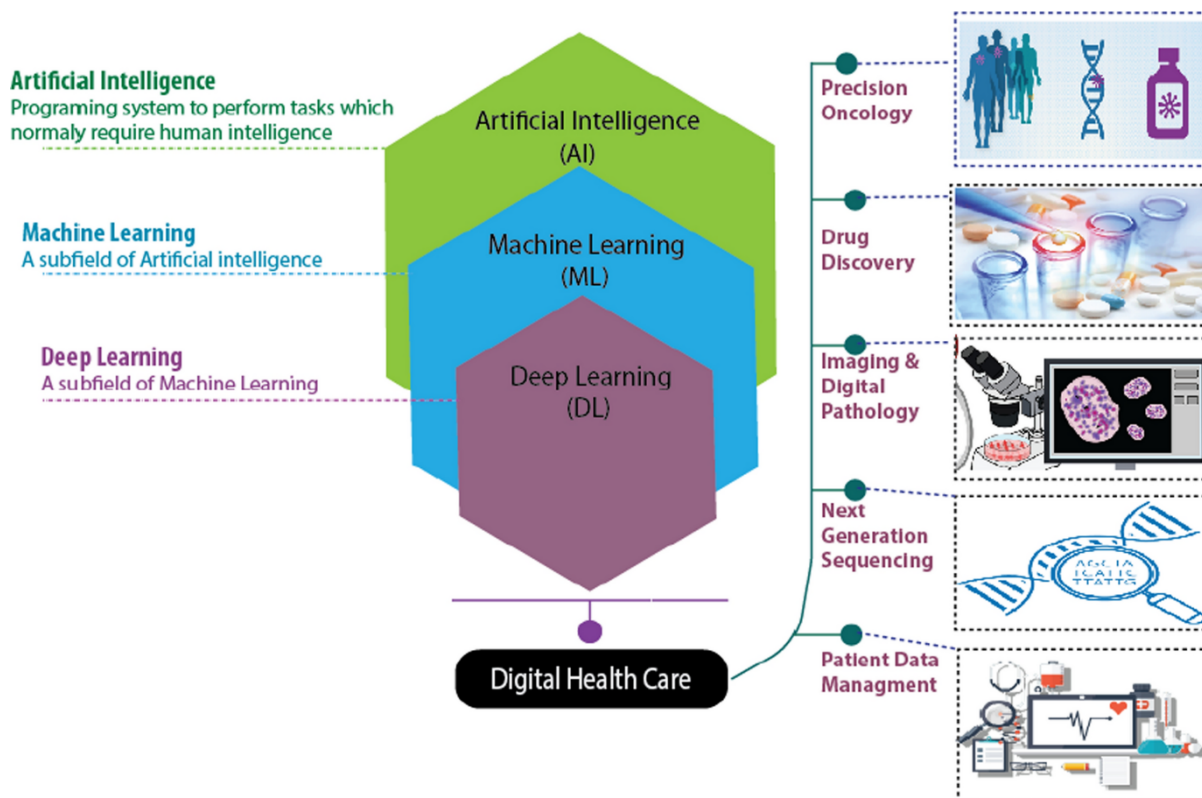 Artificial Intelligence
Programing system to perform tasks which
normaly require human intelligence
Machine Learning
A subfield of Artificial intelligence
Deep Learning
A subfield of Machine Learning
Artificial Intelligence
(AI)
Machine Learning
(ML)
Deep Learning
(DL)
Digital Health Care
Precision
Oncology
Drug
Discovery
Imaging &
Digital
Pathology
Next
Generation
Sequencing
TTATTG
Patient Data
Managment